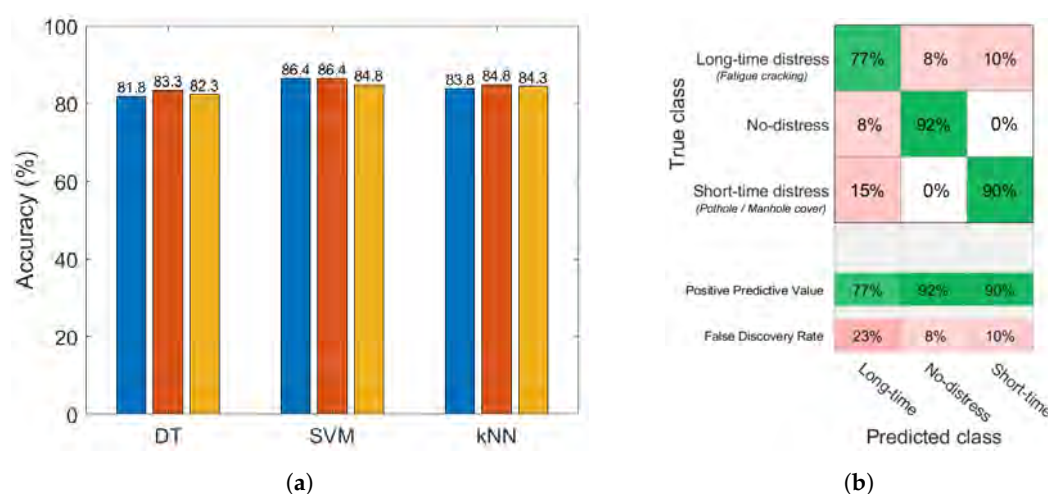 100
80
60
40
20
0
Accuracy (%)
81.8 83.3 82.3
86.4 86.4 84.8
83.8 84.8 84.3
DT SVM kNN
(a)
True class
Long-time distress
(Fatigue cracking)
77% 8% 10%
No-distress
8% 92% 0%
Short-time distress
(Pothole / Manhole cover)
15% 0% 90%
Positive Predictive Value
77% 92% 90%
False Discovery Rate
23% 8% 10%
Long-time
No-distress
Short-time
Predicted class
(b)